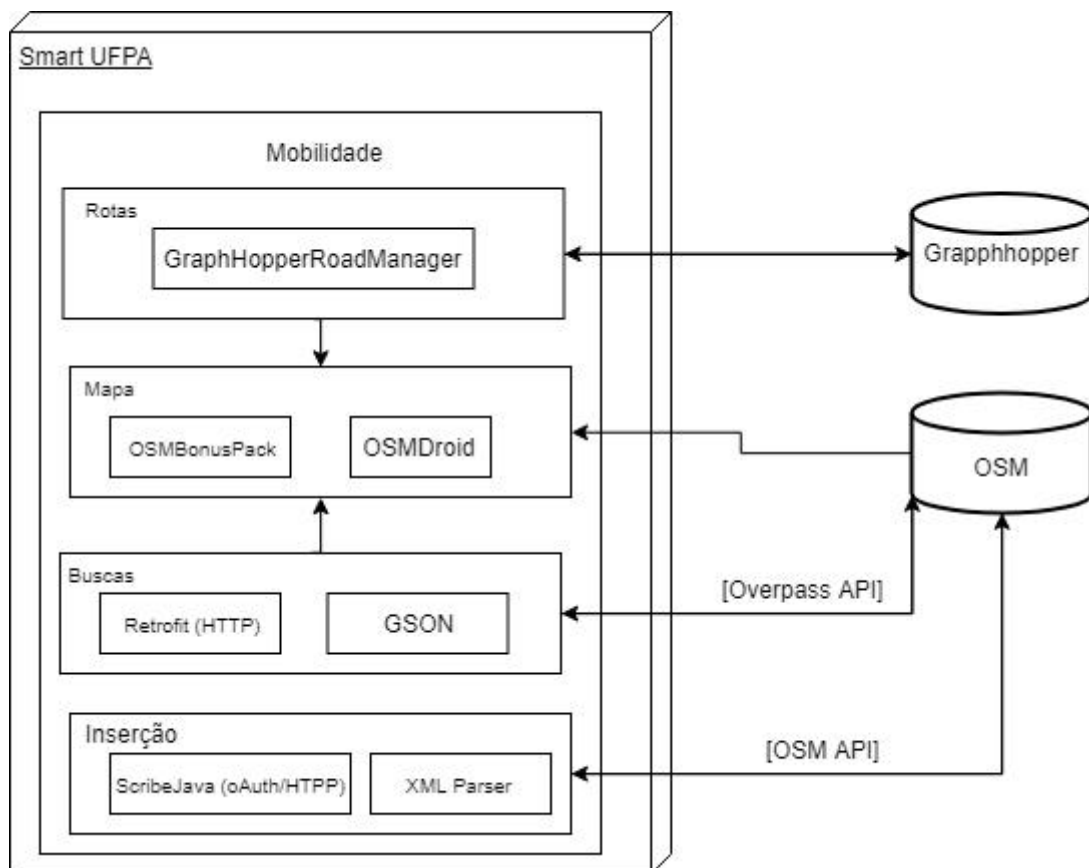 Smart UFPA
Mobilidade
Rotas
GraphHopperRoadManager
Grapphhopper
Mapa
OSMBonusPack
OSMDroid
OSM
Buscas
Retrofit (HTTP)
GSON
[Overpass API]
Inserção
ScribeJava (oAuth/HTPP)
XML Parser
[OSM API]